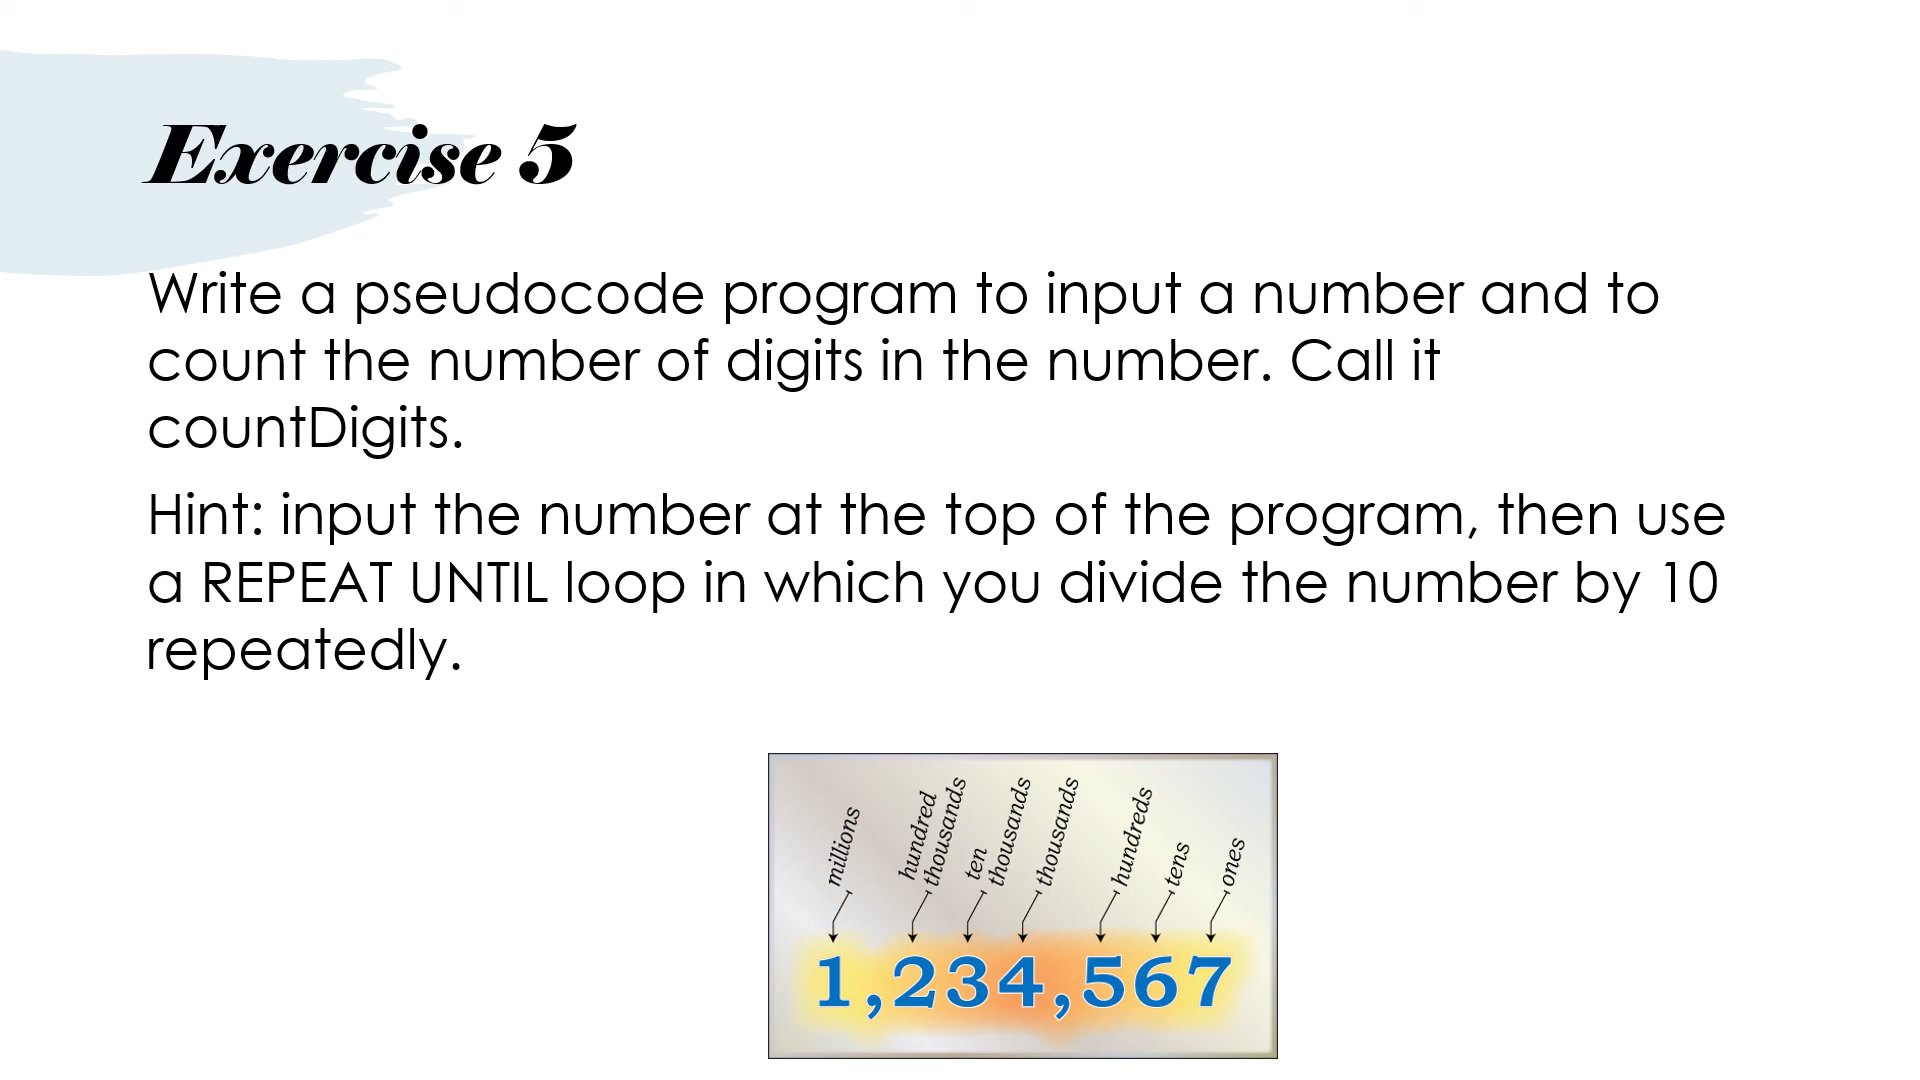 Exercise 5
Write a pseudocode program to input a number and to
count the number of digits in the number. Call it
countDigits.
Hint: input the number at the top of the program, then use
a REPEAT UNTIL loop in which you divide the number by 10
repeatedly.
millions
hundred
thousands
ten
thousands
thousands
hundreds
tens
ones
1,234,567